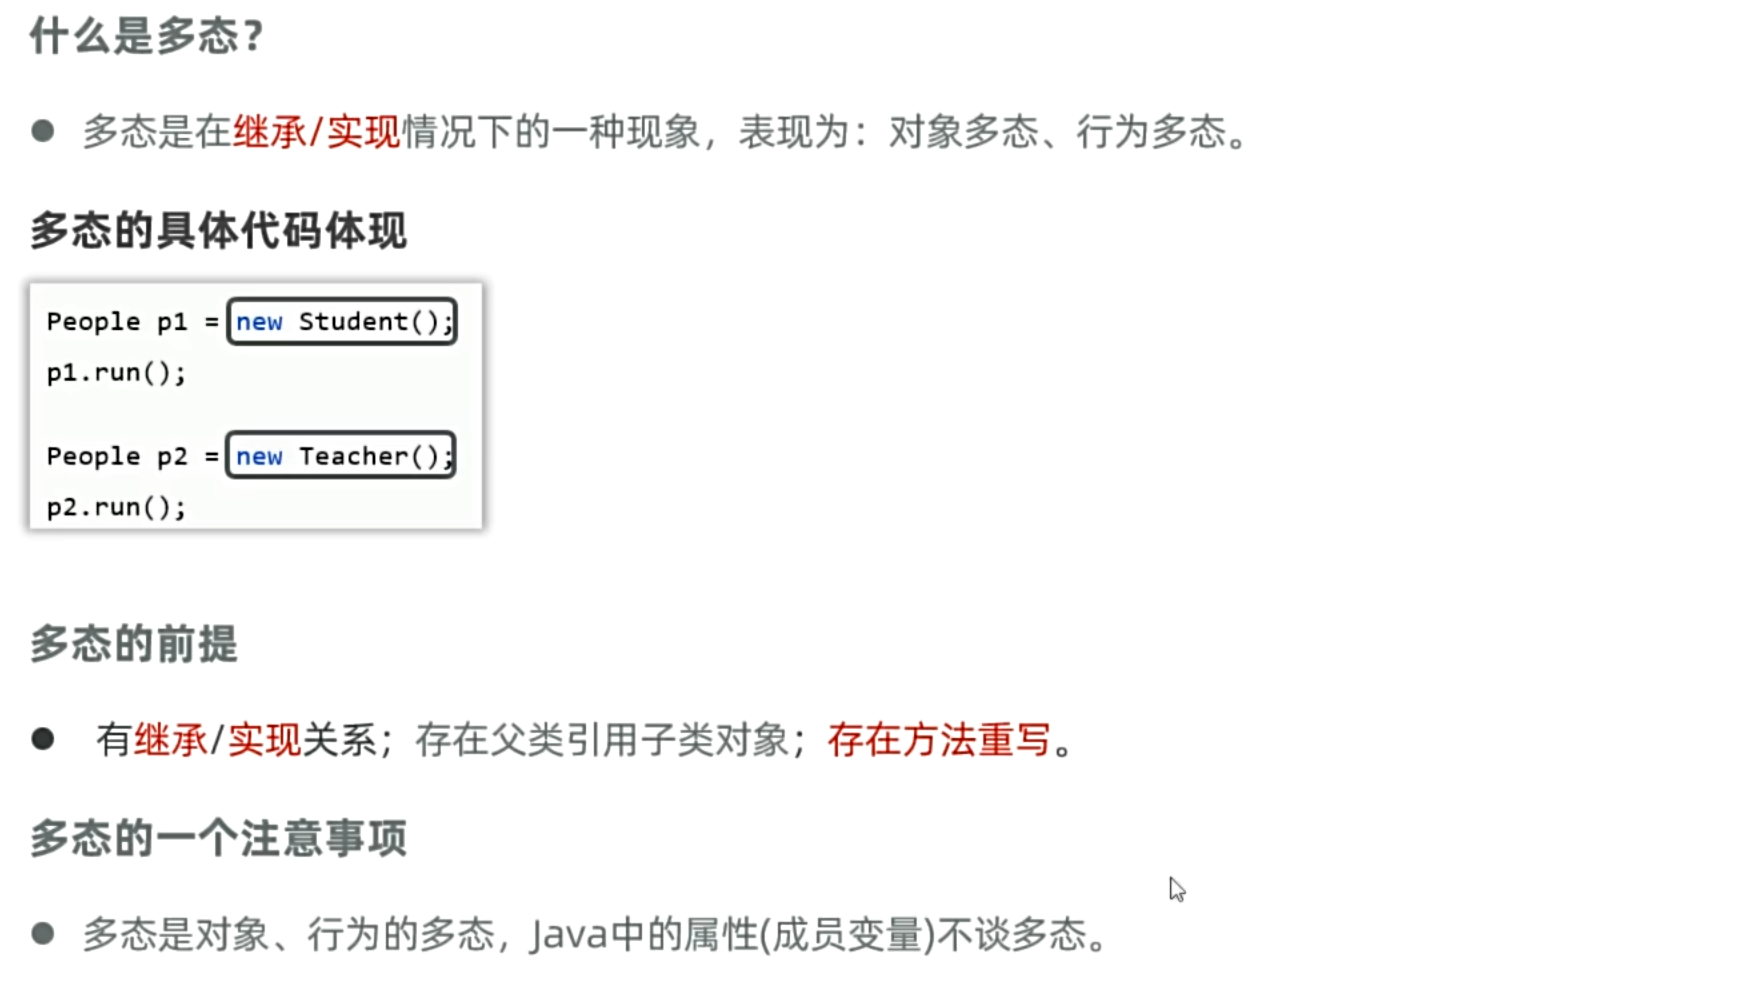 什么是多态?
● 多态是在继承/实现情况下的一种现象，表现为：对象多态、行为多态。
多态的具体代码体现
People p1 = new Student();
p1.run();
People p2 = new Teacher();
p2.run();
多态的前提
● 有继承/实现关系；存在父类引用子类对象；存在方法重写。
多态的一个注意事项
● 多态是对象、行为的多态，Java中的属性(成员变量)不谈多态。